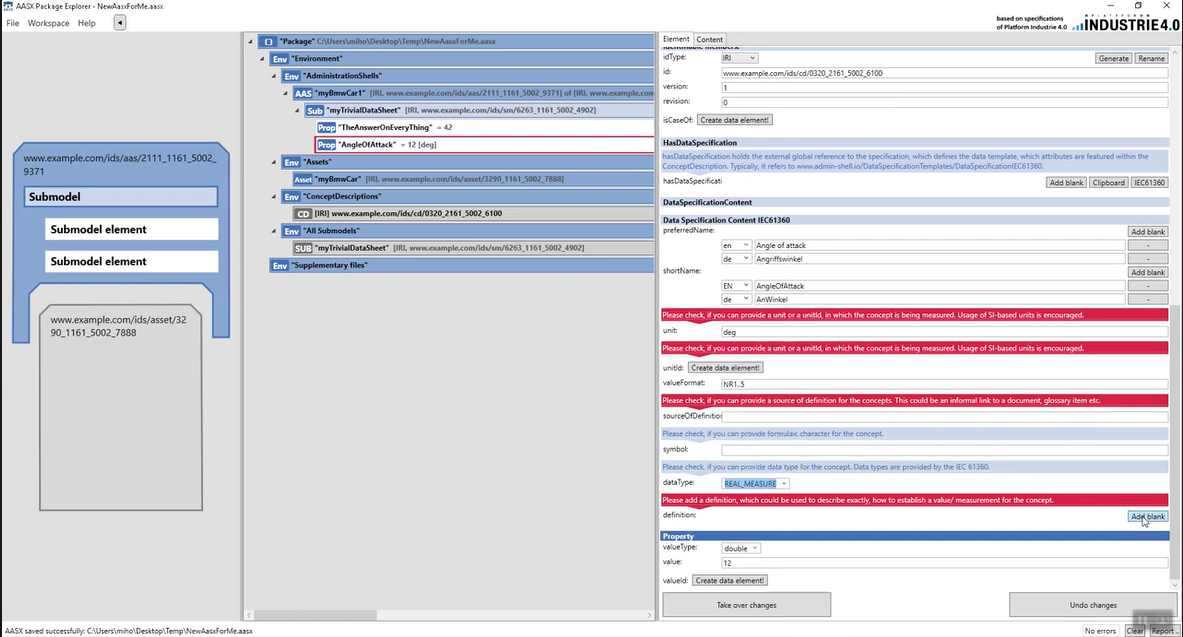 AASX Package Explorer - NewAasxForMe.aasx
File Workspace Help
based on specifications
of Platform Industrie 4.0
PLATTFORM
INDUSTRIE4.0
www.example.com/ids/aas/2111_1161_5002_
9371
Submodel
Submodel element
Submodel element
www.example.com/ids/asset/32
90_1161_5002_7888
"Package" C:\Users\miho\Desktop\Temp\NewAasxForMe.aasx
Env "Environment"
Env "AdministrationShells"
AAS "myBmwCar1" [IRI, www.example.com/ids/aas/2111_1161_5002_9371] of [IRI, www.example.com
Sub "myTrivialDataSheet" [IRI, www.example.com/ids/sm/6263_1161_5002_4902]
Prop "TheAnswerOnEveryThing" = 42
Prop "AngleOfAttack" = 12 [deg]
Env "Assets"
Asset "myBmwCar" [IRI, www.example.com/ids/asset/3290_1161_5002_7888]
Env "ConceptDescriptions"
CD [IRI] www.example.com/ids/cd/0320_2161_5002_6100
Env "All Submodels"
SUB "myTrivialDataSheet" [IRI, www.example.com/ids/sm/6263_1161_5002_4902]
Env "Supplementary files"
Element Content
Identifiable members:
idType: IRI Generate Rename
id: www.example.com/ids/cd/0320_2161_5002_6100
version: 1
revision: 0
isCaseOf: Create data element!
HasDataSpecification
hasDataSpecification holds the external global reference to the specification, which defines the data template, which attributes are featured within the
ConceptDescription. Typically, it refers to www.admin-shell.io/DataSpecificationTemplates/DataSpecificationIEC61360.
hasDataSpecificati Add blank Clipboard IEC61360
DataSpecificationContent
Data Specification Content IEC61360
preferredName: Add blank
en Angle of attack -
de Angriffswinkel -
shortName: Add blank
EN AngleOfAttack -
de AnWinkel -
Please check, if you can provide a unit or a unitId, in which the concept is being measured. Usage of SI-based units is encouraged.
unit: deg
Please check, if you can provide a unit or a unitId, in which the concept is being measured. Usage of SI-based units is encouraged.
unitId: Create data element!
valueFormat: NR1..5
Please check, if you can provide a source of definition for the concepts. This could be an informal link to a document, glossary item etc.
sourceOfDefinition
Please check, if you can provide formulaic character for the concept.
symbol:
Please check, if you can provide data type for the concept. Data types are provided by the IEC 61360.
dataType: REAL_MEASURE
Please add a definition, which could be used to describe exactly, how to establish a value/ measurement for the concept.
definition: Add blank
Property
valueType: double
value: 12
valueId: Create data element!
Take over changes Undo changes
AASX saved successfully: C:\Users\miho\Desktop\Temp\NewAasxForMe.aasx No errors Clear Report..